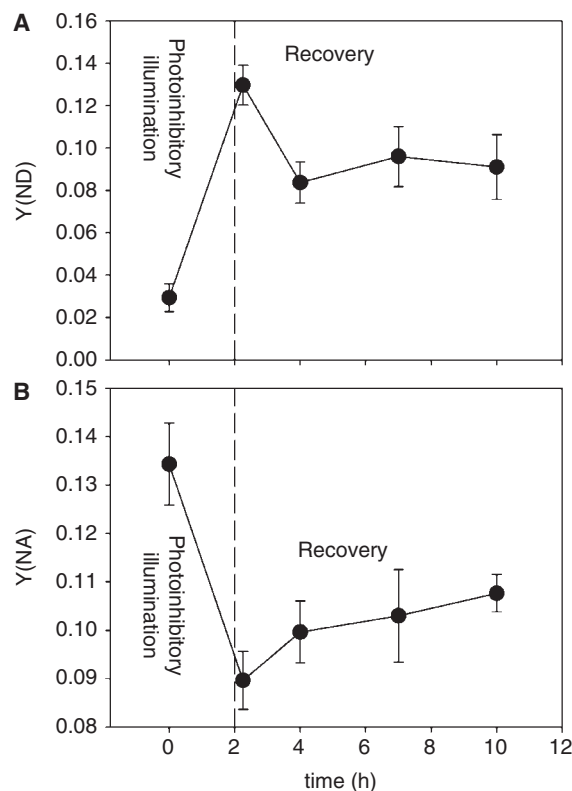 A
0.16
0.14
0.12
0.10
0.08
0.06
0.04
0.02
0.00
Y(ND)
Photoinhibitory
illumination
Recovery
B
0.15
0.14
0.13
0.12
0.11
0.10
0.09
0.08
Y(NA)
Photoinhibitory
illumination
Recovery
0 2 4 6 8 10 12
time (h)